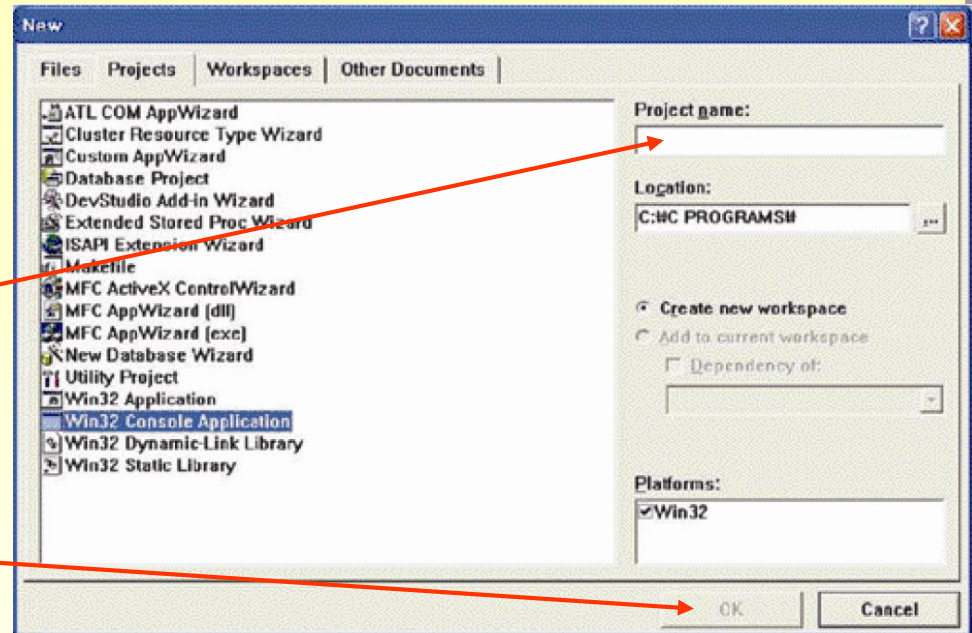 New
Files Projects Workspaces Other Documents
ATL COM AppWizard
Cluster Resource Type Wizard
Custom AppWizard
Database Project
DevStudio Add-in Wizard
Extended Stored Proc Wizard
ISAPI Extension Wizard
Makefile
MFC ActiveX ControlWizard
MFC AppWizard (dll)
MFC AppWizard (exe)
New Database Wizard
Utility Project
Win32 Application
Win32 Console Application
Win32 Dynamic-Link Library
Win32 Static Library
Project name:
Location:
C:₩C PROGRAMS₩
...
Create new workspace
Add to current workspace
Dependency of:
Platforms:
Win32
OK Cancel